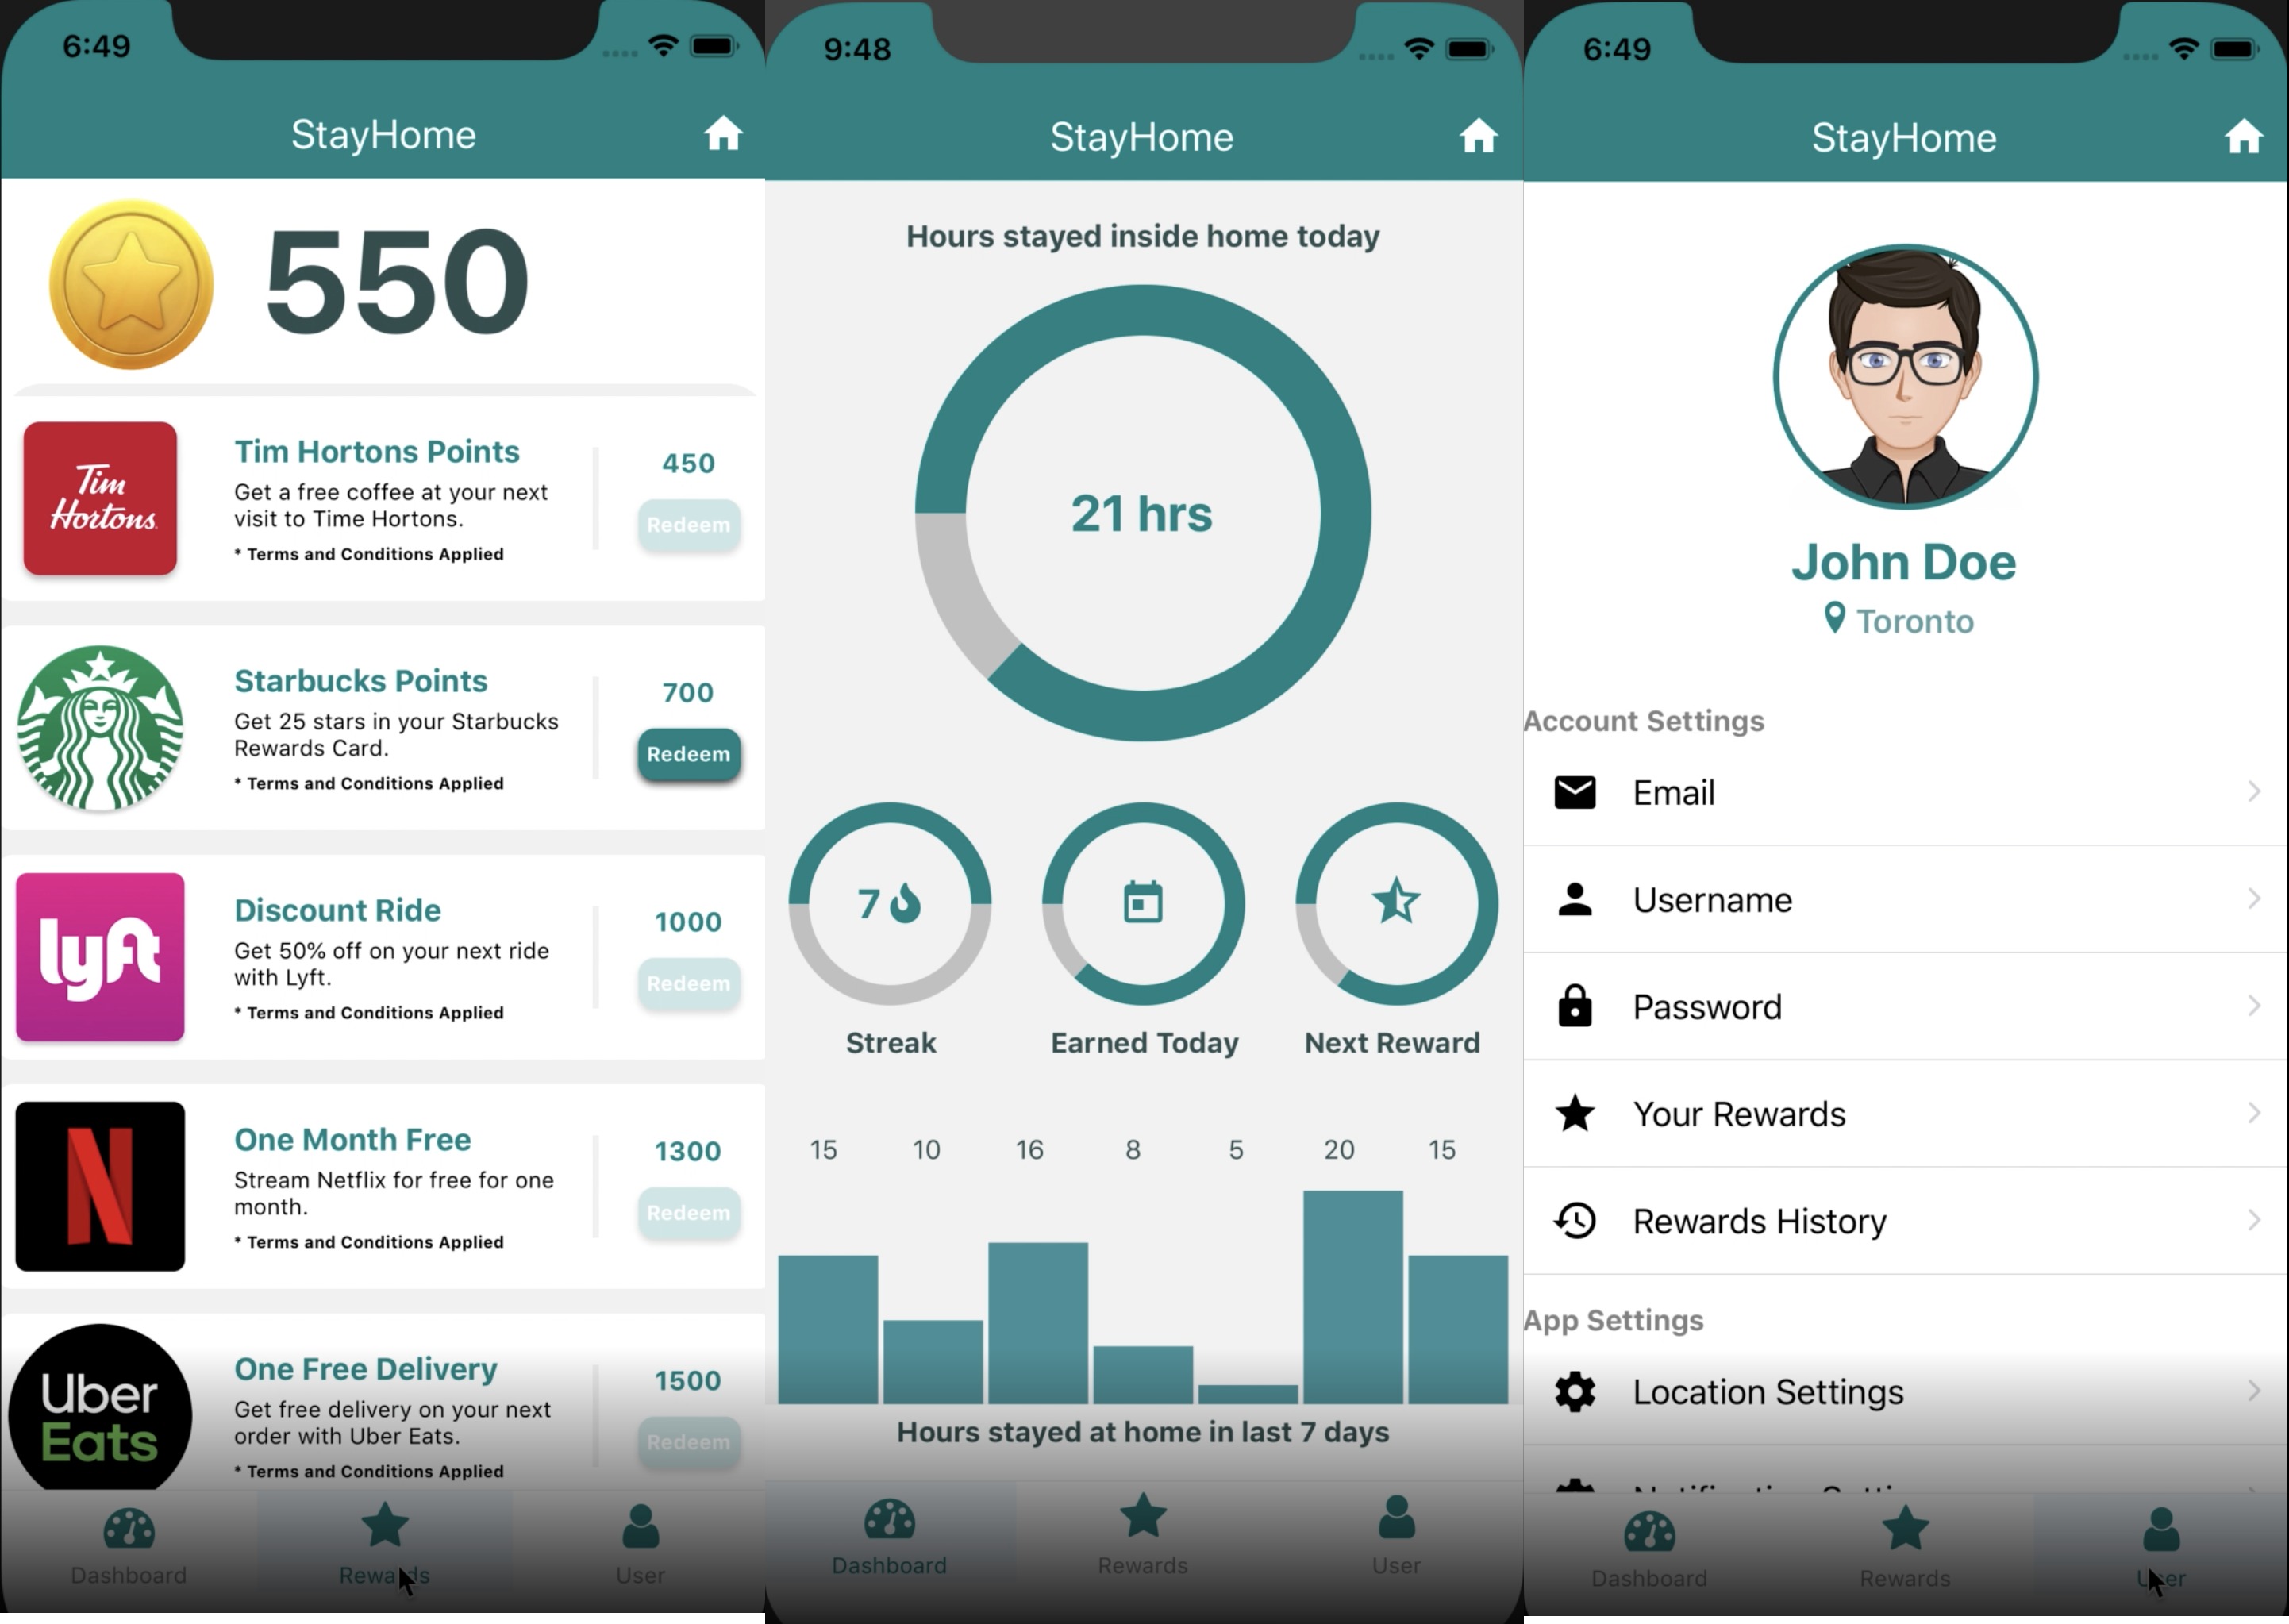 6:49
StayHome
550
Tim Hortons
Tim Hortons Points
Get a free coffee at your next
visit to Time Hortons.
* Terms and Conditions Applied
450
Redeem
Starbucks Points
Get 25 stars in your Starbucks
Rewards Card.
* Terms and Conditions Applied
700
Redeem
lyft
Discount Ride
Get 50% off on your next ride
with Lyft.
* Terms and Conditions Applied
1000
Redeem
N
One Month Free
Stream Netflix for free for one
month.
* Terms and Conditions Applied
1300
Redeem
Uber
Eats
One Free Delivery
Get free delivery on your next
order with Uber Eats.
* Terms and Conditions Applied
1500
Redeem
Dashboard
Rewards
User
9:48
StayHome
Hours stayed inside home today
21 hrs
7
Streak
Earned Today
Next Reward
15 10 16 8 5 20 15
Hours stayed at home in last 7 days
Dashboard
Rewards
User
6:49
StayHome
John Doe
Toronto
Account Settings
Email
Username
Password
Your Rewards
Rewards History
App Settings
Location Settings
Dashboard
Rewards
User